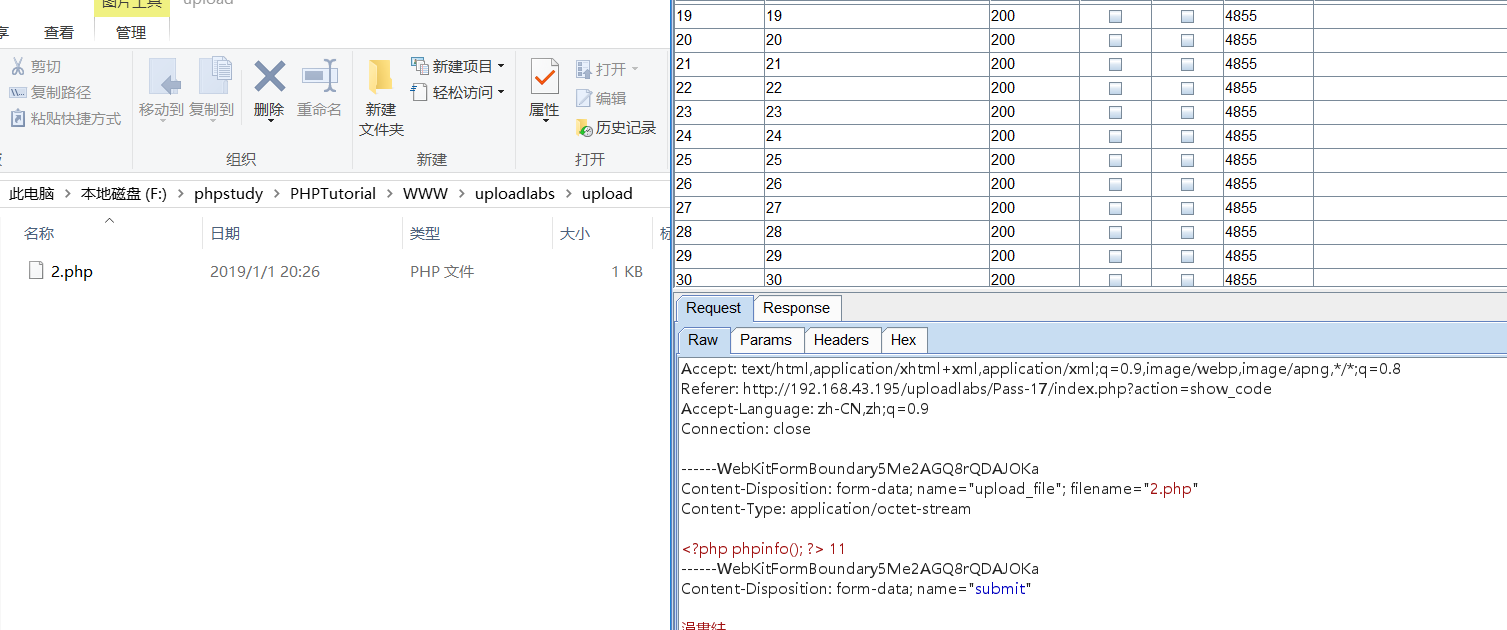 图片工具
upload
享
查看
管理
剪切
复制路径
粘贴快捷方式
移动到
复制到
删除
重命名
组织
新建
文件夹
新建项目
轻松访问
新建
属性
打开
编辑
历史记录
打开
此电脑 > 本地磁盘 (F:) > phpstudy > PHPTutorial > WWW > uploadlabs > upload
名称 日期 类型 大小 标
2.php 2019/1/1 20:26 PHP 文件 1 KB
19 19 200 4855
20 20 200 4855
21 21 200 4855
22 22 200 4855
23 23 200 4855
24 24 200 4855
25 25 200 4855
26 26 200 4855
27 27 200 4855
28 28 200 4855
29 29 200 4855
30 30 200 4855
Request Response
Raw Params Headers Hex
Accept: text/html,application/xhtml+xml,application/xml;q=0.9,image/webp,image/apng,*/*;q=0.8
Referer: http://192.168.43.195/uploadlabs/Pass-17/index.php?action=show_code
Accept-Language: zh-CN,zh;q=0.9
Connection: close
------WebKitFormBoundary5Me2AGQ8rQDAJOKa
Content-Disposition: form-data; name="upload_file"; filename="2.php"
Content-Type: application/octet-stream
<?php phpinfo(); ?> 11
------WebKitFormBoundary5Me2AGQ8rQDAJOKa
Content-Disposition: form-data; name="submit"